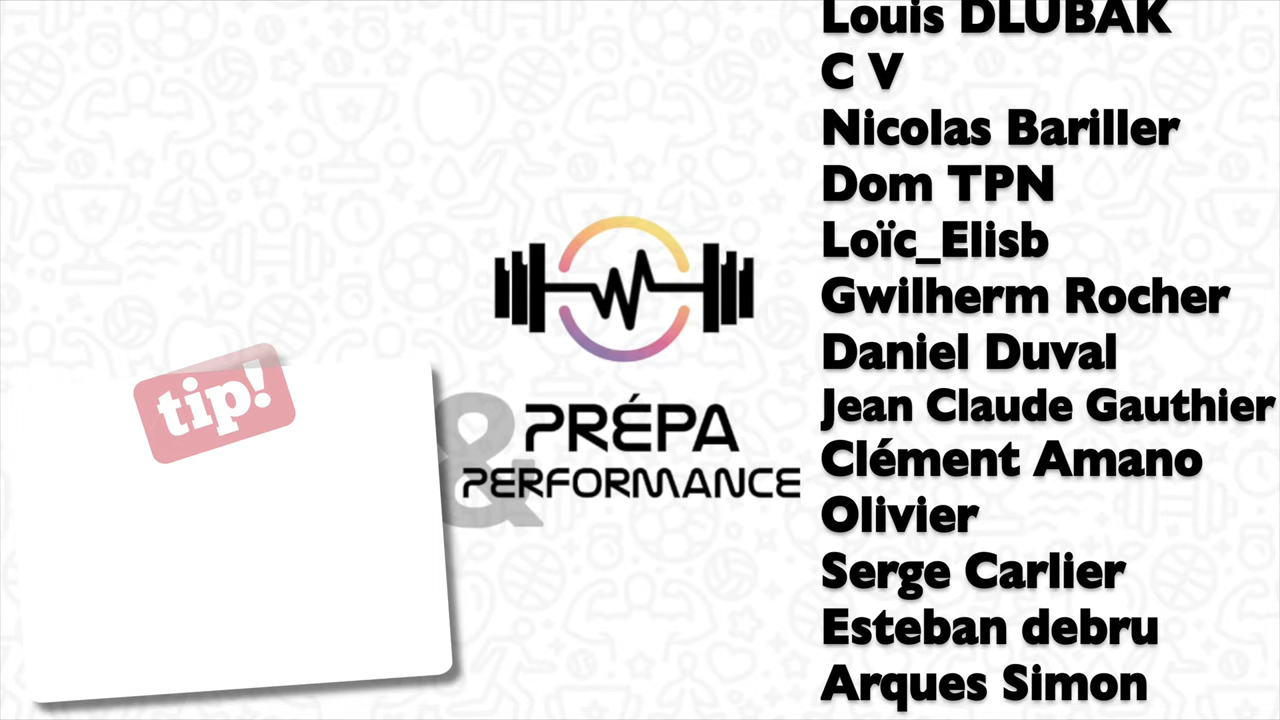 tip!
&
PRÉPA
PERFORMANCE
Louis DLUBAK
C V
Nicolas Bariller
Dom TPN
Loïc_Elisb
Gwilherm Rocher
Daniel Duval
Jean Claude Gauthier
Clément Amano
Olivier
Serge Carlier
Esteban debru
Arques Simon